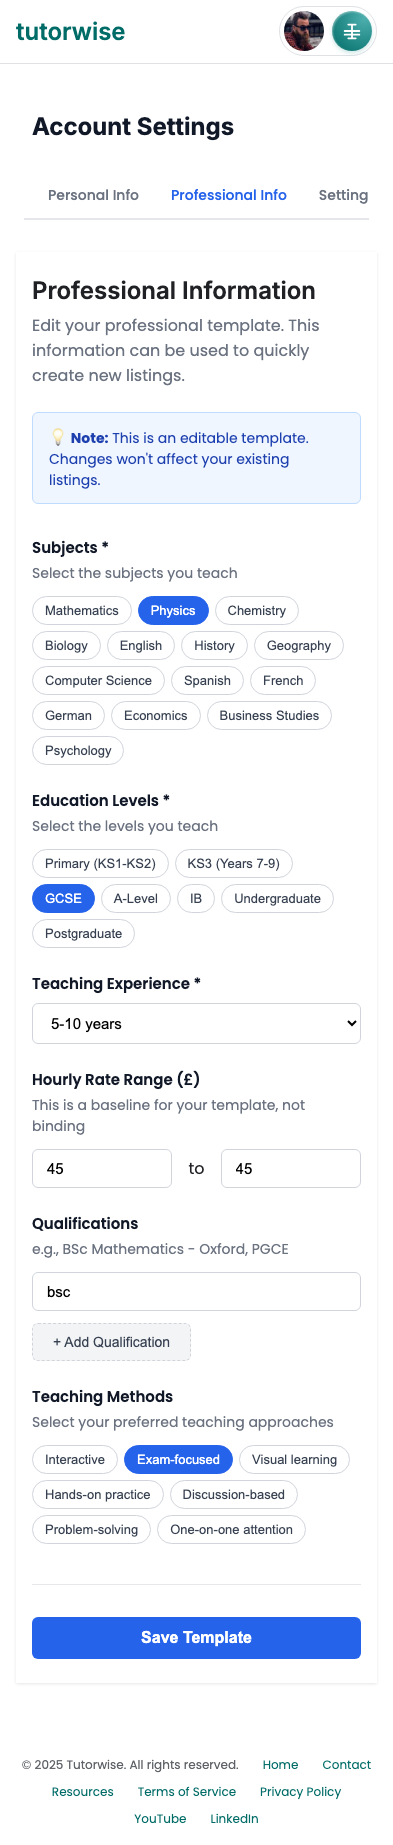 tutorwise
Account Settings
Personal Info Professional Info Setting
Professional Information
Edit your professional template. This
information can be used to quickly
create new listings.
💡 Note: This is an editable template.
Changes won't affect your existing
listings.
Subjects *
Select the subjects you teach
Mathematics Physics Chemistry
Biology English History Geography
Computer Science Spanish French
German Economics Business Studies
Psychology
Education Levels *
Select the levels you teach
Primary (KS1-KS2) KS3 (Years 7-9)
GCSE A-Level IB Undergraduate
Postgraduate
Teaching Experience *
5-10 years
Hourly Rate Range (£)
This is a baseline for your template, not
binding
45 to 45
Qualifications
e.g., BSc Mathematics - Oxford, PGCE
bsc
+ Add Qualification
Teaching Methods
Select your preferred teaching approaches
Interactive Exam-focused Visual learning
Hands-on practice Discussion-based
Problem-solving One-on-one attention
Save Template
© 2025 Tutorwise. All rights reserved. Home Contact
Resources Terms of Service Privacy Policy
YouTube LinkedIn